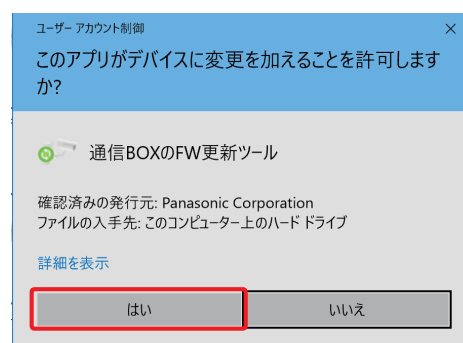 ユーザー アカウント制御
このアプリがデバイスに変更を加えることを許可します
か?
通信BOXのFW更新ツール
確認済みの発行元: Panasonic Corporation
ファイルの入手先: このコンピューター上のハード ドライブ
詳細を表示
はい
いいえ